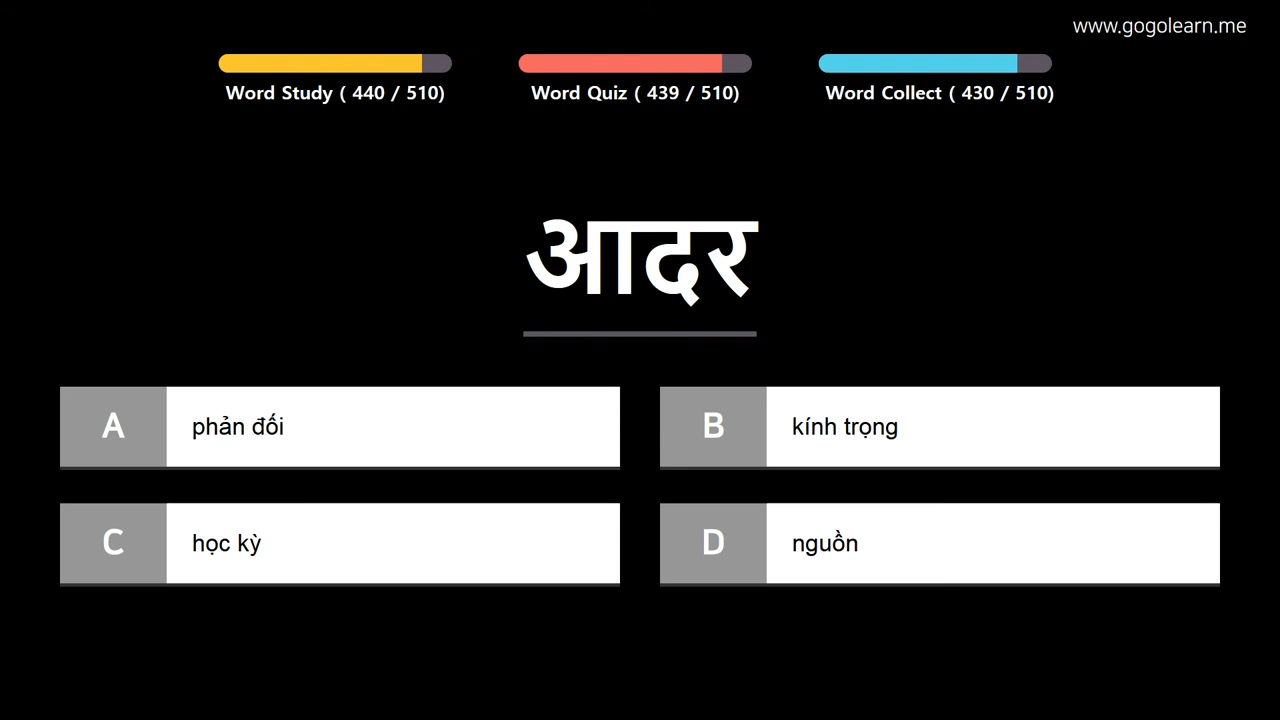 www.gogolearn.me
Word Study ( 440 / 510)
Word Quiz ( 439 / 510)
Word Collect ( 430 / 510)
आदर
A phản đối
B kính trọng
C học kỳ
D nguồn